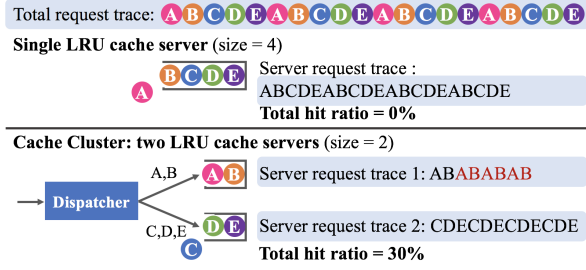 Total request trace: A B C D E A B C D E A B C D E A B C D E
Single LRU cache server (size = 4)
B C D E
A
Server request trace :
ABCDEABCDEABCDEABCDE
Total hit ratio = 0%
Cache Cluster: two LRU cache servers (size = 2)
Dispatcher
A,B
A B
Server request trace 1: ABABABAB
C,D,E
D E
C
Server request trace 2: CDECDECDECDE
Total hit ratio = 30%